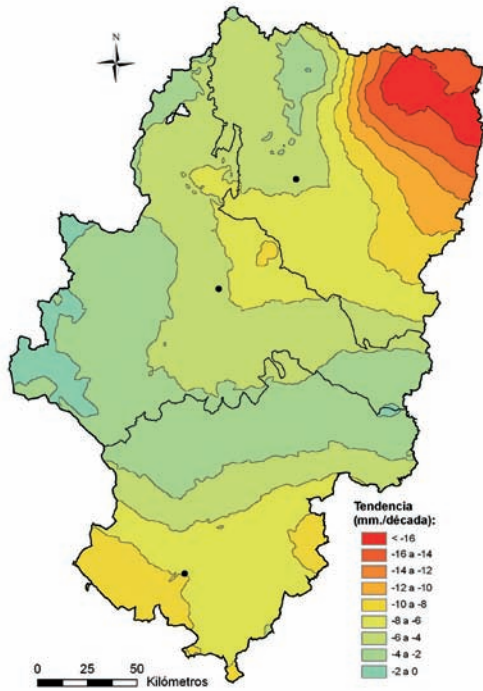 N
Tendencia
(mm./década):
< -16
-16 a -14
-14 a -12
-12 a -10
-10 a -8
-8 a -6
-6 a -4
-4 a -2
-2 a 0
0 25 50
Kilómetros